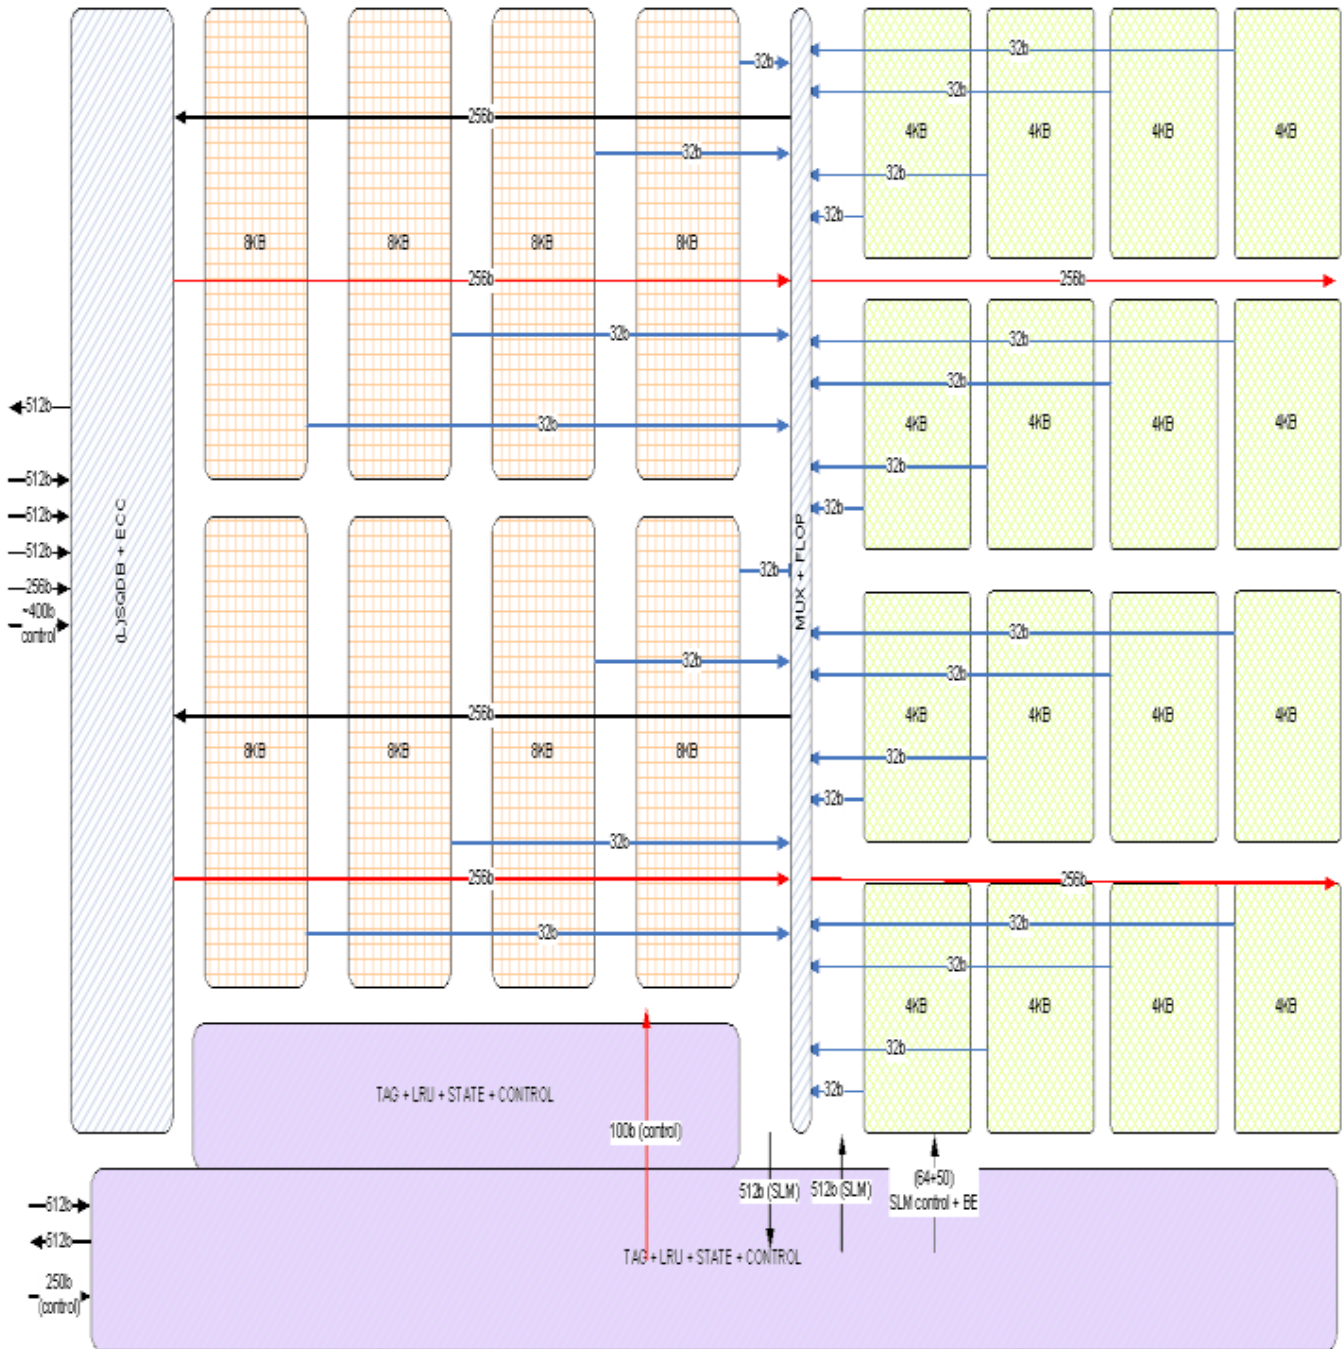 32b
32b
256b
32b
32b
4KB
4KB
4KB
4KB
32b
32b
32b
8KB
8KB
8KB
8KB
256b
256b
32b
32b
32b
512b
32b
4KB
4KB
4KB
4KB
32b
512b
32b
512b
512b
256b
~400b
control
(L)SQDB + ECC
MUX + FLOP
32b
32b
32b
32b
256b
4KB
4KB
4KB
4KB
8KB
8KB
8KB
8KB
32b
32b
32b
256b
256b
32b
32b
32b
4KB
4KB
4KB
4KB
32b
32b
TAG + LRU + STATE + CONTROL
100b (control)
512b (SLM)
512b (SLM)
(64+50)
SLM control + BE
512b
512b
TAG + LRU + STATE + CONTROL
250b
(control)